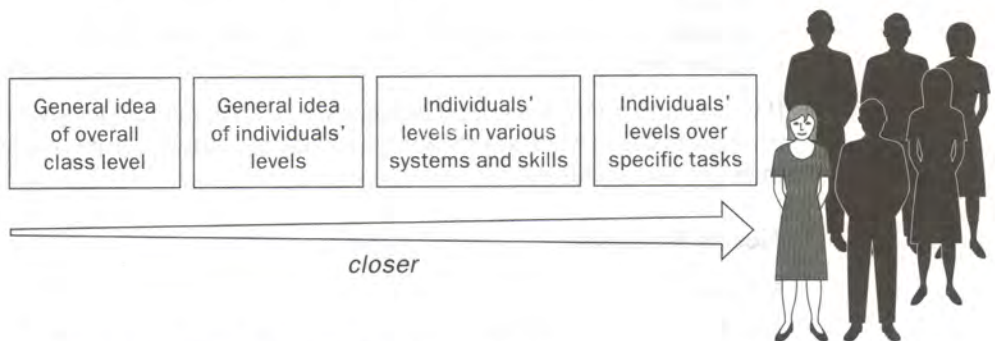 General idea
of overall
class level
General idea
of individuals'
levels
Individuals'
levels in various
systems and skills
Individuals'
levels over
specific tasks
closer